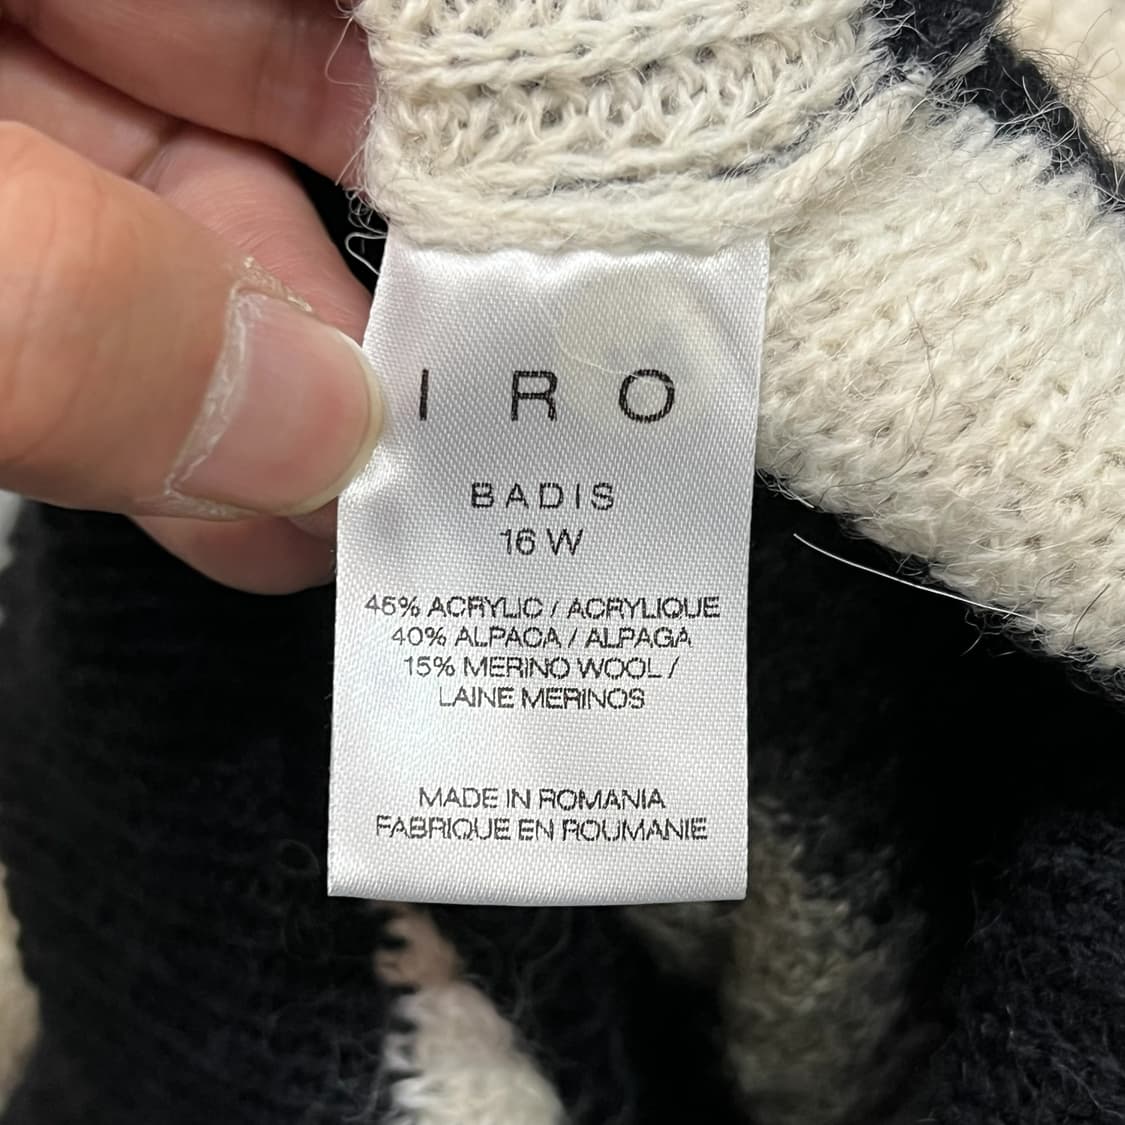 I R O
BADIS
16 W
45% ACRYLIC / ACRYLIQUE
40% ALPACA / ALPAGA
15% MERINO WOOL /
LAINE MERINOS
MADE IN ROMANIA
FABRIQUE EN ROUMANIE